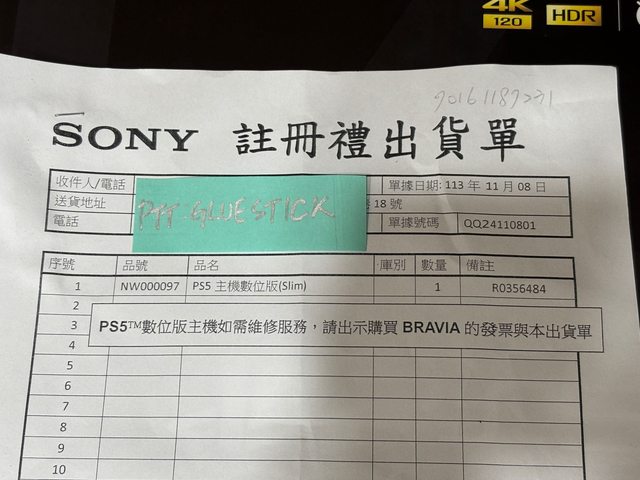 4K
120
HDR
90161187231
SONY 註冊禮出貨單
收件人/電話 單據日期: 113 年 11 月 08 日
送貨地址 PTT-GLUESTICK 18 號
電話 單據號碼 QQ24110801
序號 品號 品名 庫別 數量 備註
1 NW000097 PS5 主機數位版(Slim) 1 R0356484
2
3 PS5™數位版主機如需維修服務，請出示購買 BRAVIA 的發票與本出貨單
4
5
6
7
8
9
10